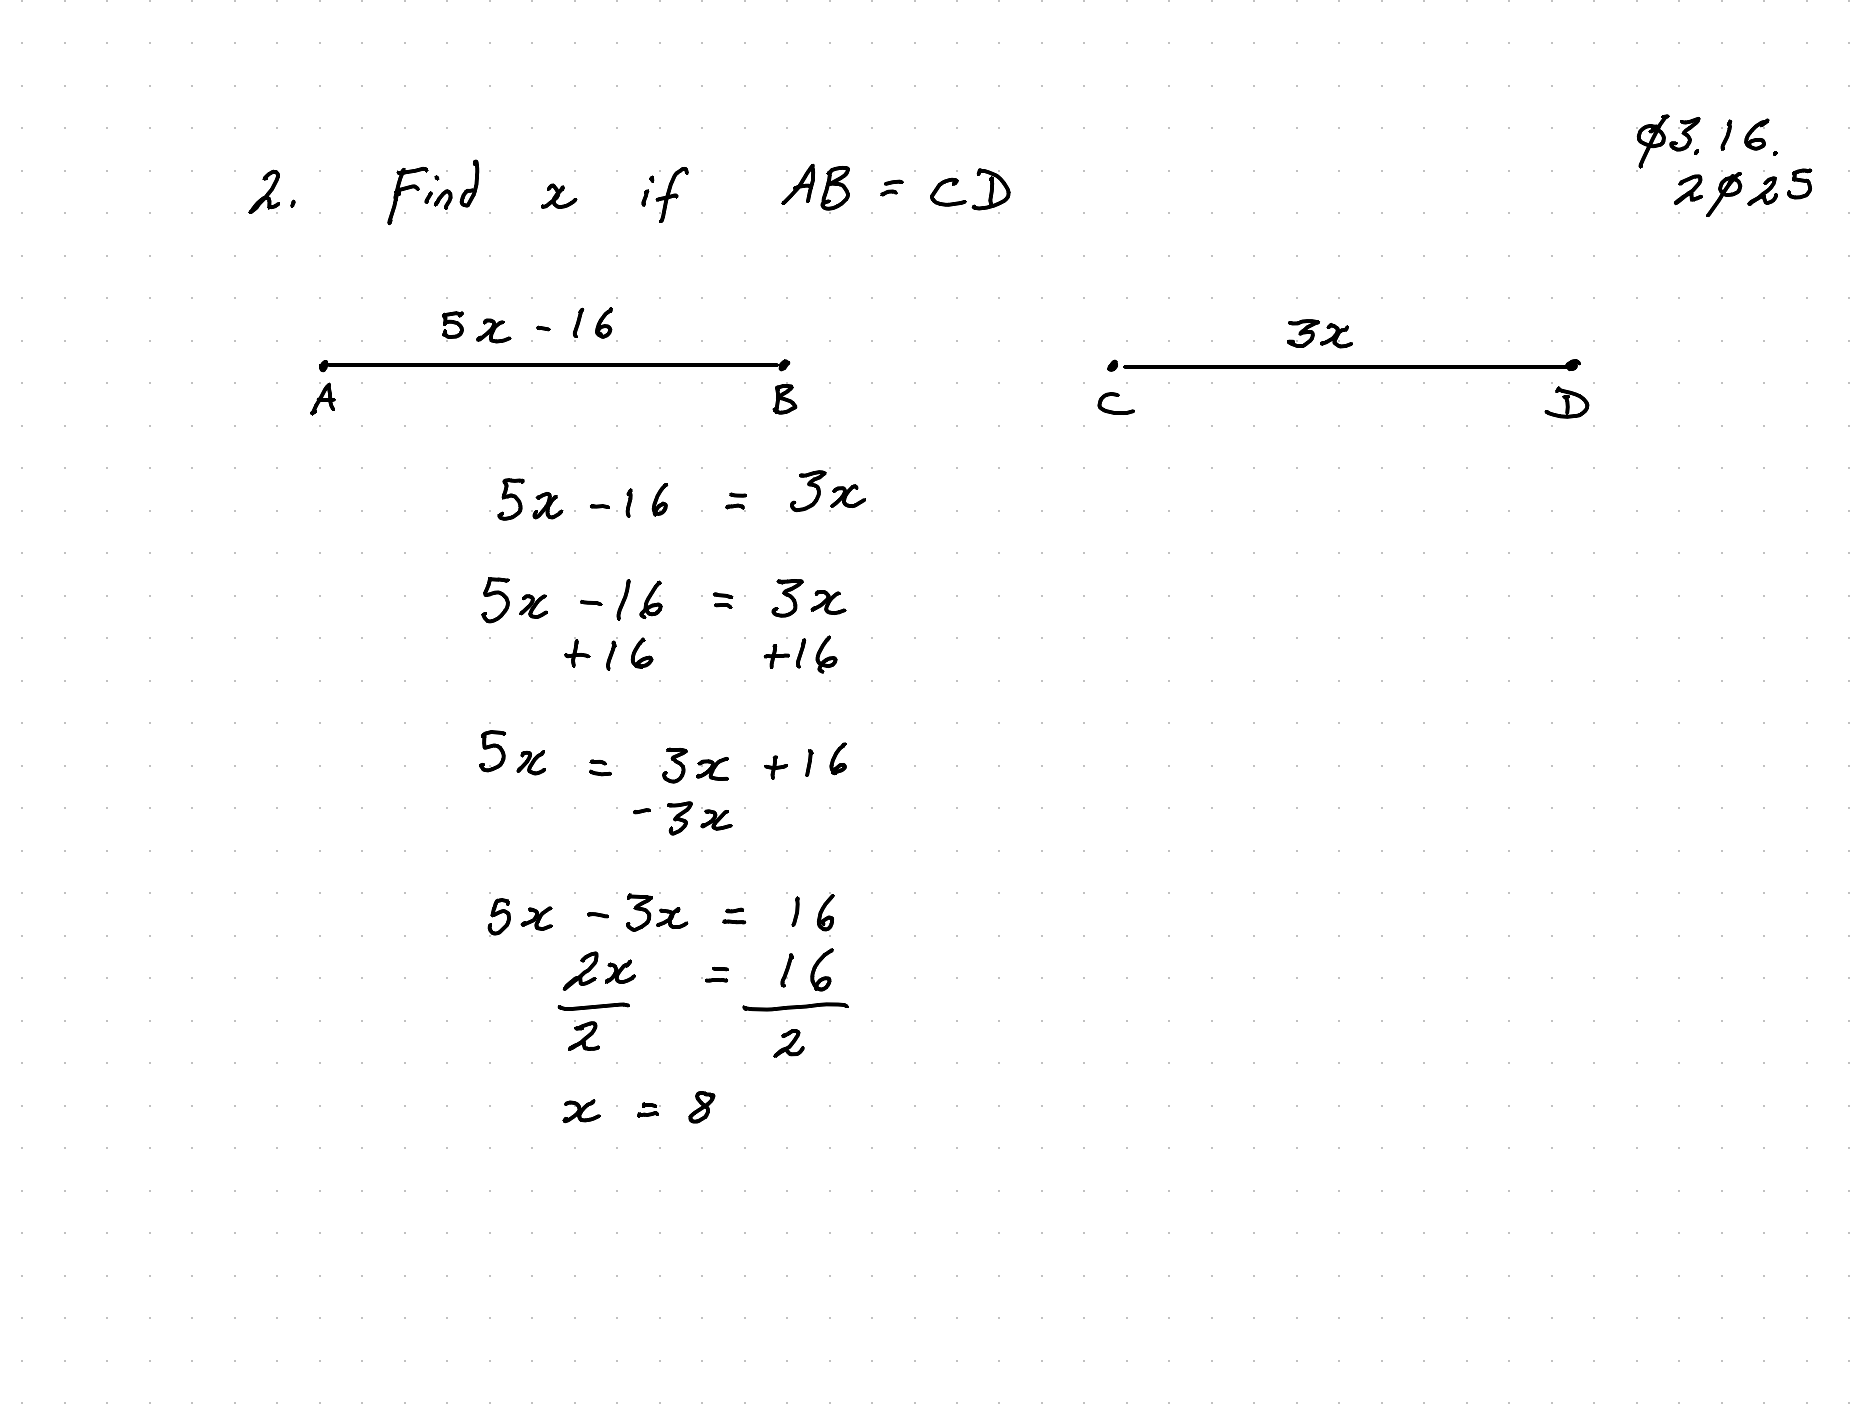 03.16.
2025
2. Find x if AB = CD
5x - 16
3x
A B C D
5x - 16 = 3x
5x - 16 = 3x
+16 +16
5x = 3x + 16
-3x
5x - 3x = 16
2x = 16
2 2
x = 8